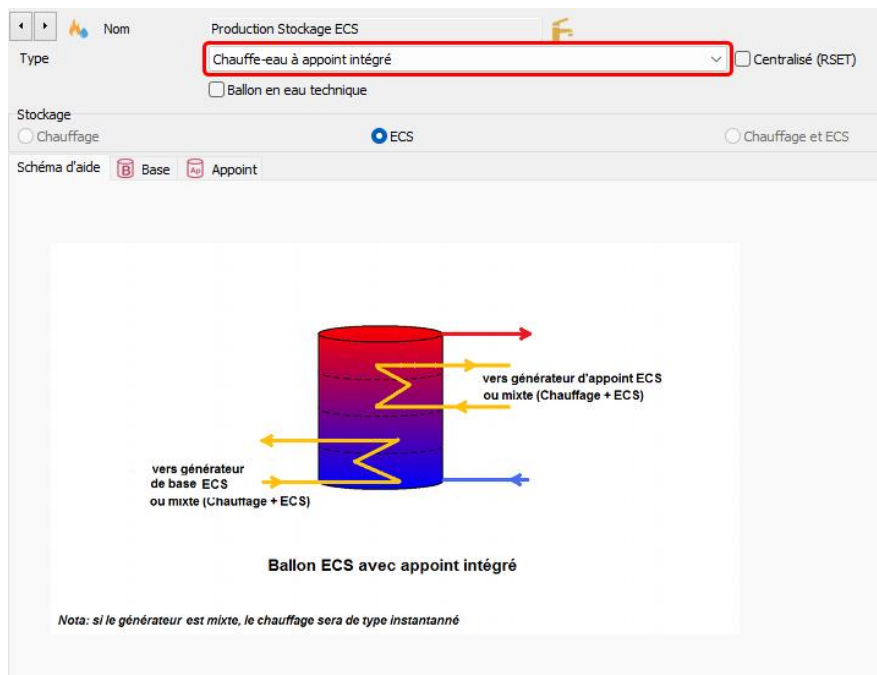 Nom Production Stockage ECS
Type Chauffe-eau à appoint intégré Centralisé (RSET)
Ballon en eau technique
Stockage
Chauffage ECS Chauffage et ECS
Schéma d'aide B Base Ap Appoint
vers générateur d'appoint ECS
ou mixte (Chauffage + ECS)
vers générateur
de base ECS
ou mixte (Chauffage + ECS)
Ballon ECS avec appoint intégré
Nota: si le générateur est mixte, le chauffage sera de type instantanné